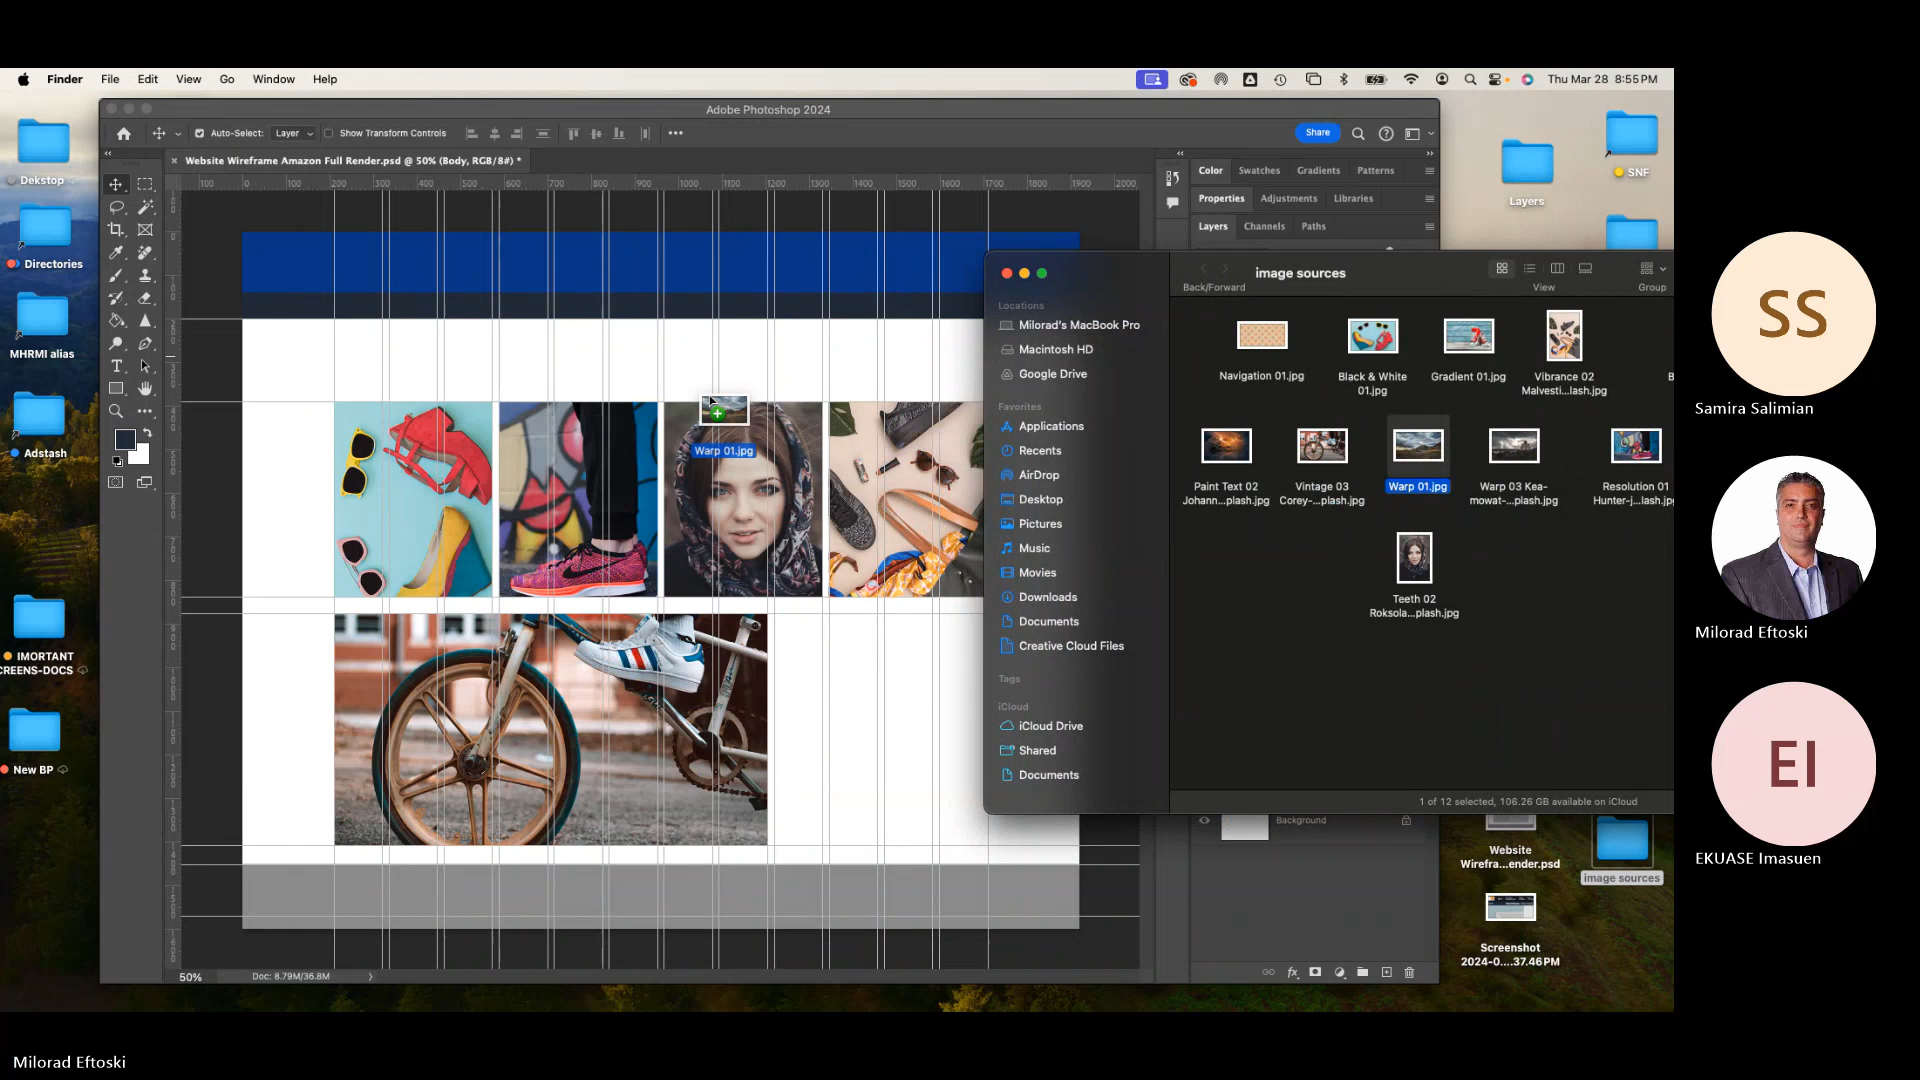 Finder File Edit View Go Window Help
Thu Mar 28 8:55 PM
Adobe Photoshop 2024
Auto-Select: Layer Show Transform Controls
Share
Website Wireframe Amazon Full Render.psd @ 50% (Body, RGB/8#) *
100 0 100 200 300 400 500 600 700 800 900 1000 1100 1200 1300 1400 1500 1600 1700 1800 1900 2000
Color Swatches Gradients Patterns
Properties Adjustments Libraries
Layers Channels Paths
Dekstop
Directories
MHRMI alias
Adstash
IMORTANT
CREENS-DOCS
New BP
Layers
SNF
image sources
Back/Forward
View
Group
Locations
Milorad's MacBook Pro
Macintosh HD
Google Drive
Favorites
Applications
Recents
AirDrop
Desktop
Pictures
Music
Movies
Downloads
Documents
Creative Cloud Files
Tags
iCloud
iCloud Drive
Shared
Documents
Navigation 01.jpg
Black & White
01.jpg
Gradient 01.jpg
Vibrance 02
Malvesti...lash.jpg
Paint Text 02
Johann...plash.jpg
Vintage 03
Corey-...plash.jpg
Warp 01.jpg
Warp 03 Kea-
mowat-...plash.jpg
Resolution 01
Hunter-j...lash.jpg
Teeth 02
Roksola...plash.jpg
1 of 12 selected, 106.26 GB available on iCloud
Warp 01.jpg
Background
Website
Wirefra...ender.psd
image sources
Screenshot
2024-0....37.46 PM
50%
Doc: 8.79M/36.8M
fx
SS
Samira Salimian
Milorad Eftoski
EI
EKUASE Imasuen
Milorad Eftoski